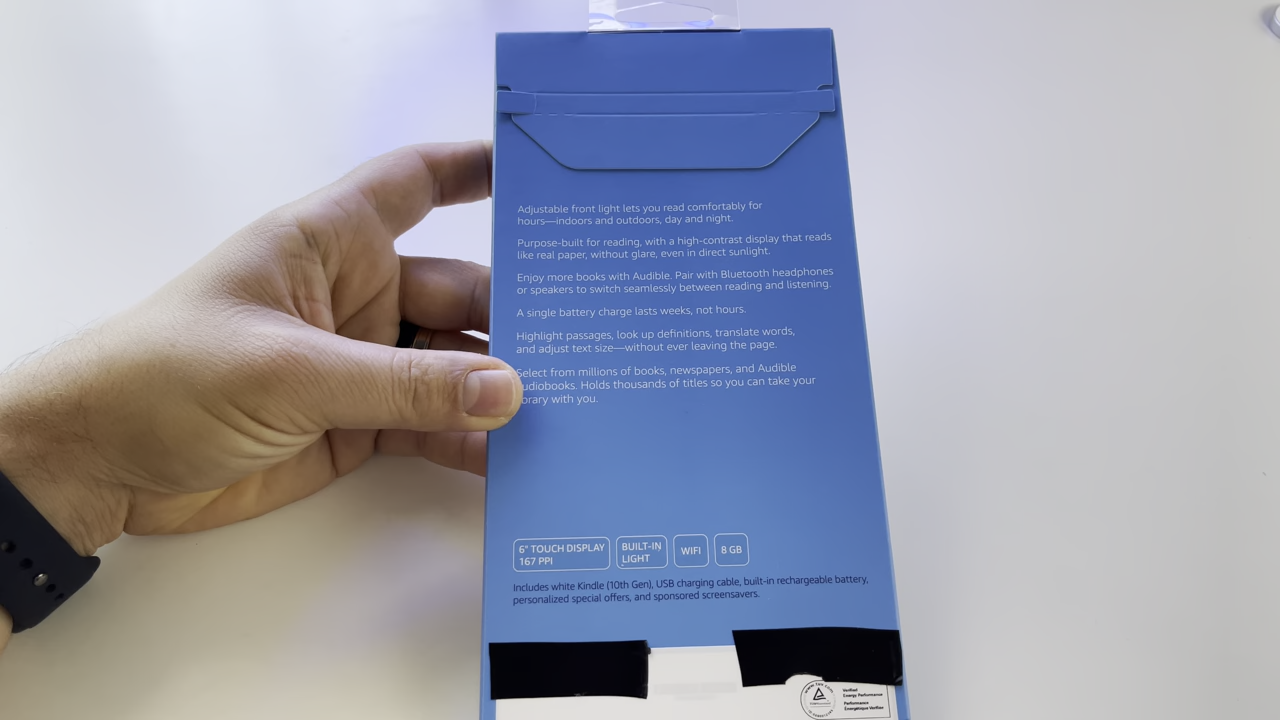 Adjustable front light lets you read comfortably for
hours—indoors and outdoors, day and night.
Purpose-built for reading, with a high-contrast display that reads
like real paper, without glare, even in direct sunlight.
Enjoy more books with Audible. Pair with Bluetooth headphones
or speakers to switch seamlessly between reading and listening.
A single battery charge lasts weeks, not hours.
Highlight passages, look up definitions, translate words,
and adjust text size—without ever leaving the page.
Select from millions of books, newspapers, and Audible
udiobooks. Holds thousands of titles so you can take your
brary with you.
6" TOUCH DISPLAY
167 PPI
BUILT-IN
LIGHT
WIFI
8 GB
Includes white Kindle (10th Gen), USB charging cable, built-in rechargeable battery,
personalized special offers, and sponsored screensavers.
Verified
Energy Performance
Performance
Énergétique Vérifiée